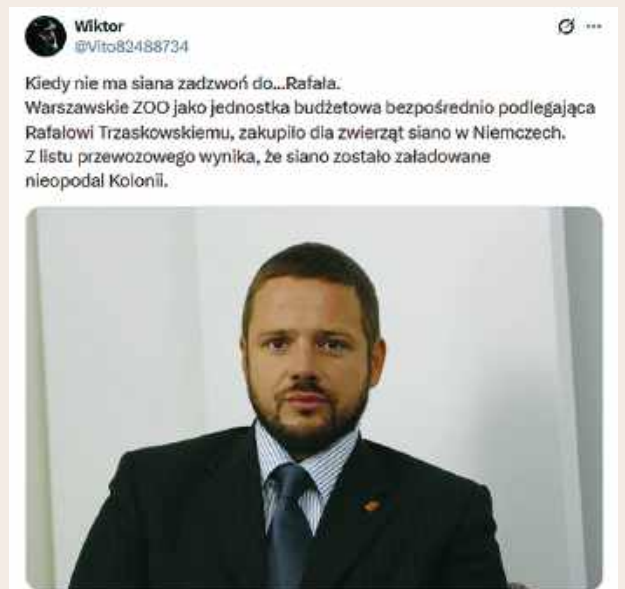 Wiktor
@Vito82488734
Kiedy nie ma siana zadzwoń do...Rafała.
Warszawskie ZOO jako jednostka budżetowa bezpośrednio podlegająca
Rafałowi Trzaskowskiemu, zakupiło dla zwierząt siano w Niemczech.
Z listu przewozowego wynika, że siano zostało załadowane
nieopodal Kolonii.